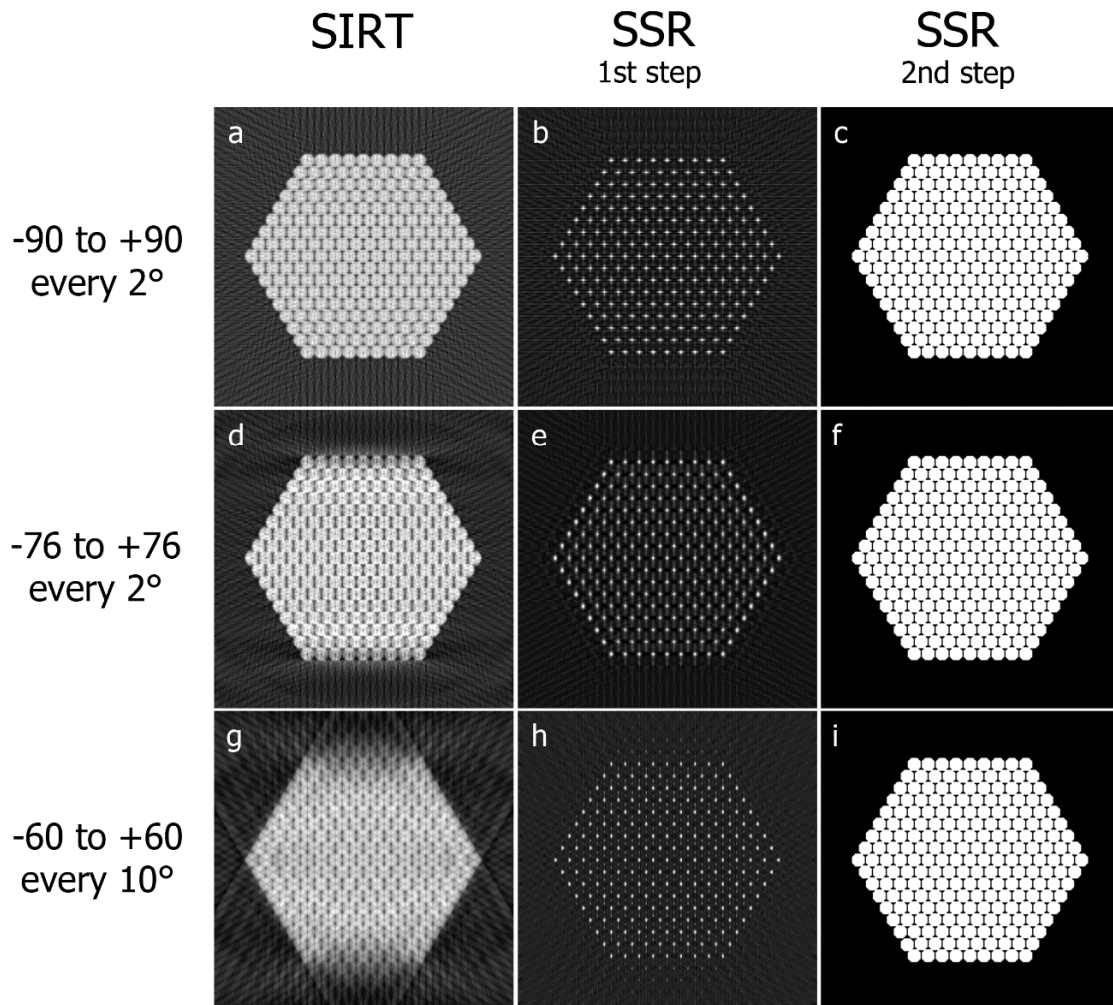 SIRT
SSR
1st step
SSR
2nd step
-90 to +90
every 2°
a
b
c
-76 to +76
every 2°
d
e
f
-60 to +60
every 10°
g
h
i